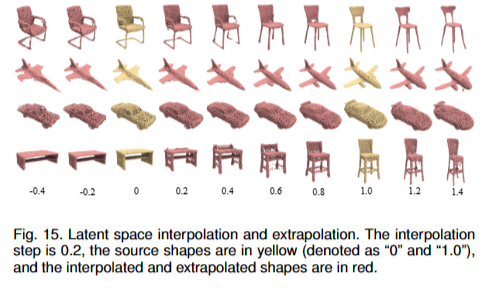 -0.4 -0.2 0 0.2 0.4 0.6 0.8 1.0 1.2 1.4
Fig. 15. Latent space interpolation and extrapolation. The interpolation
step is 0.2, the source shapes are in yellow (denoted as “0” and “1.0”),
and the interpolated and extrapolated shapes are in red.